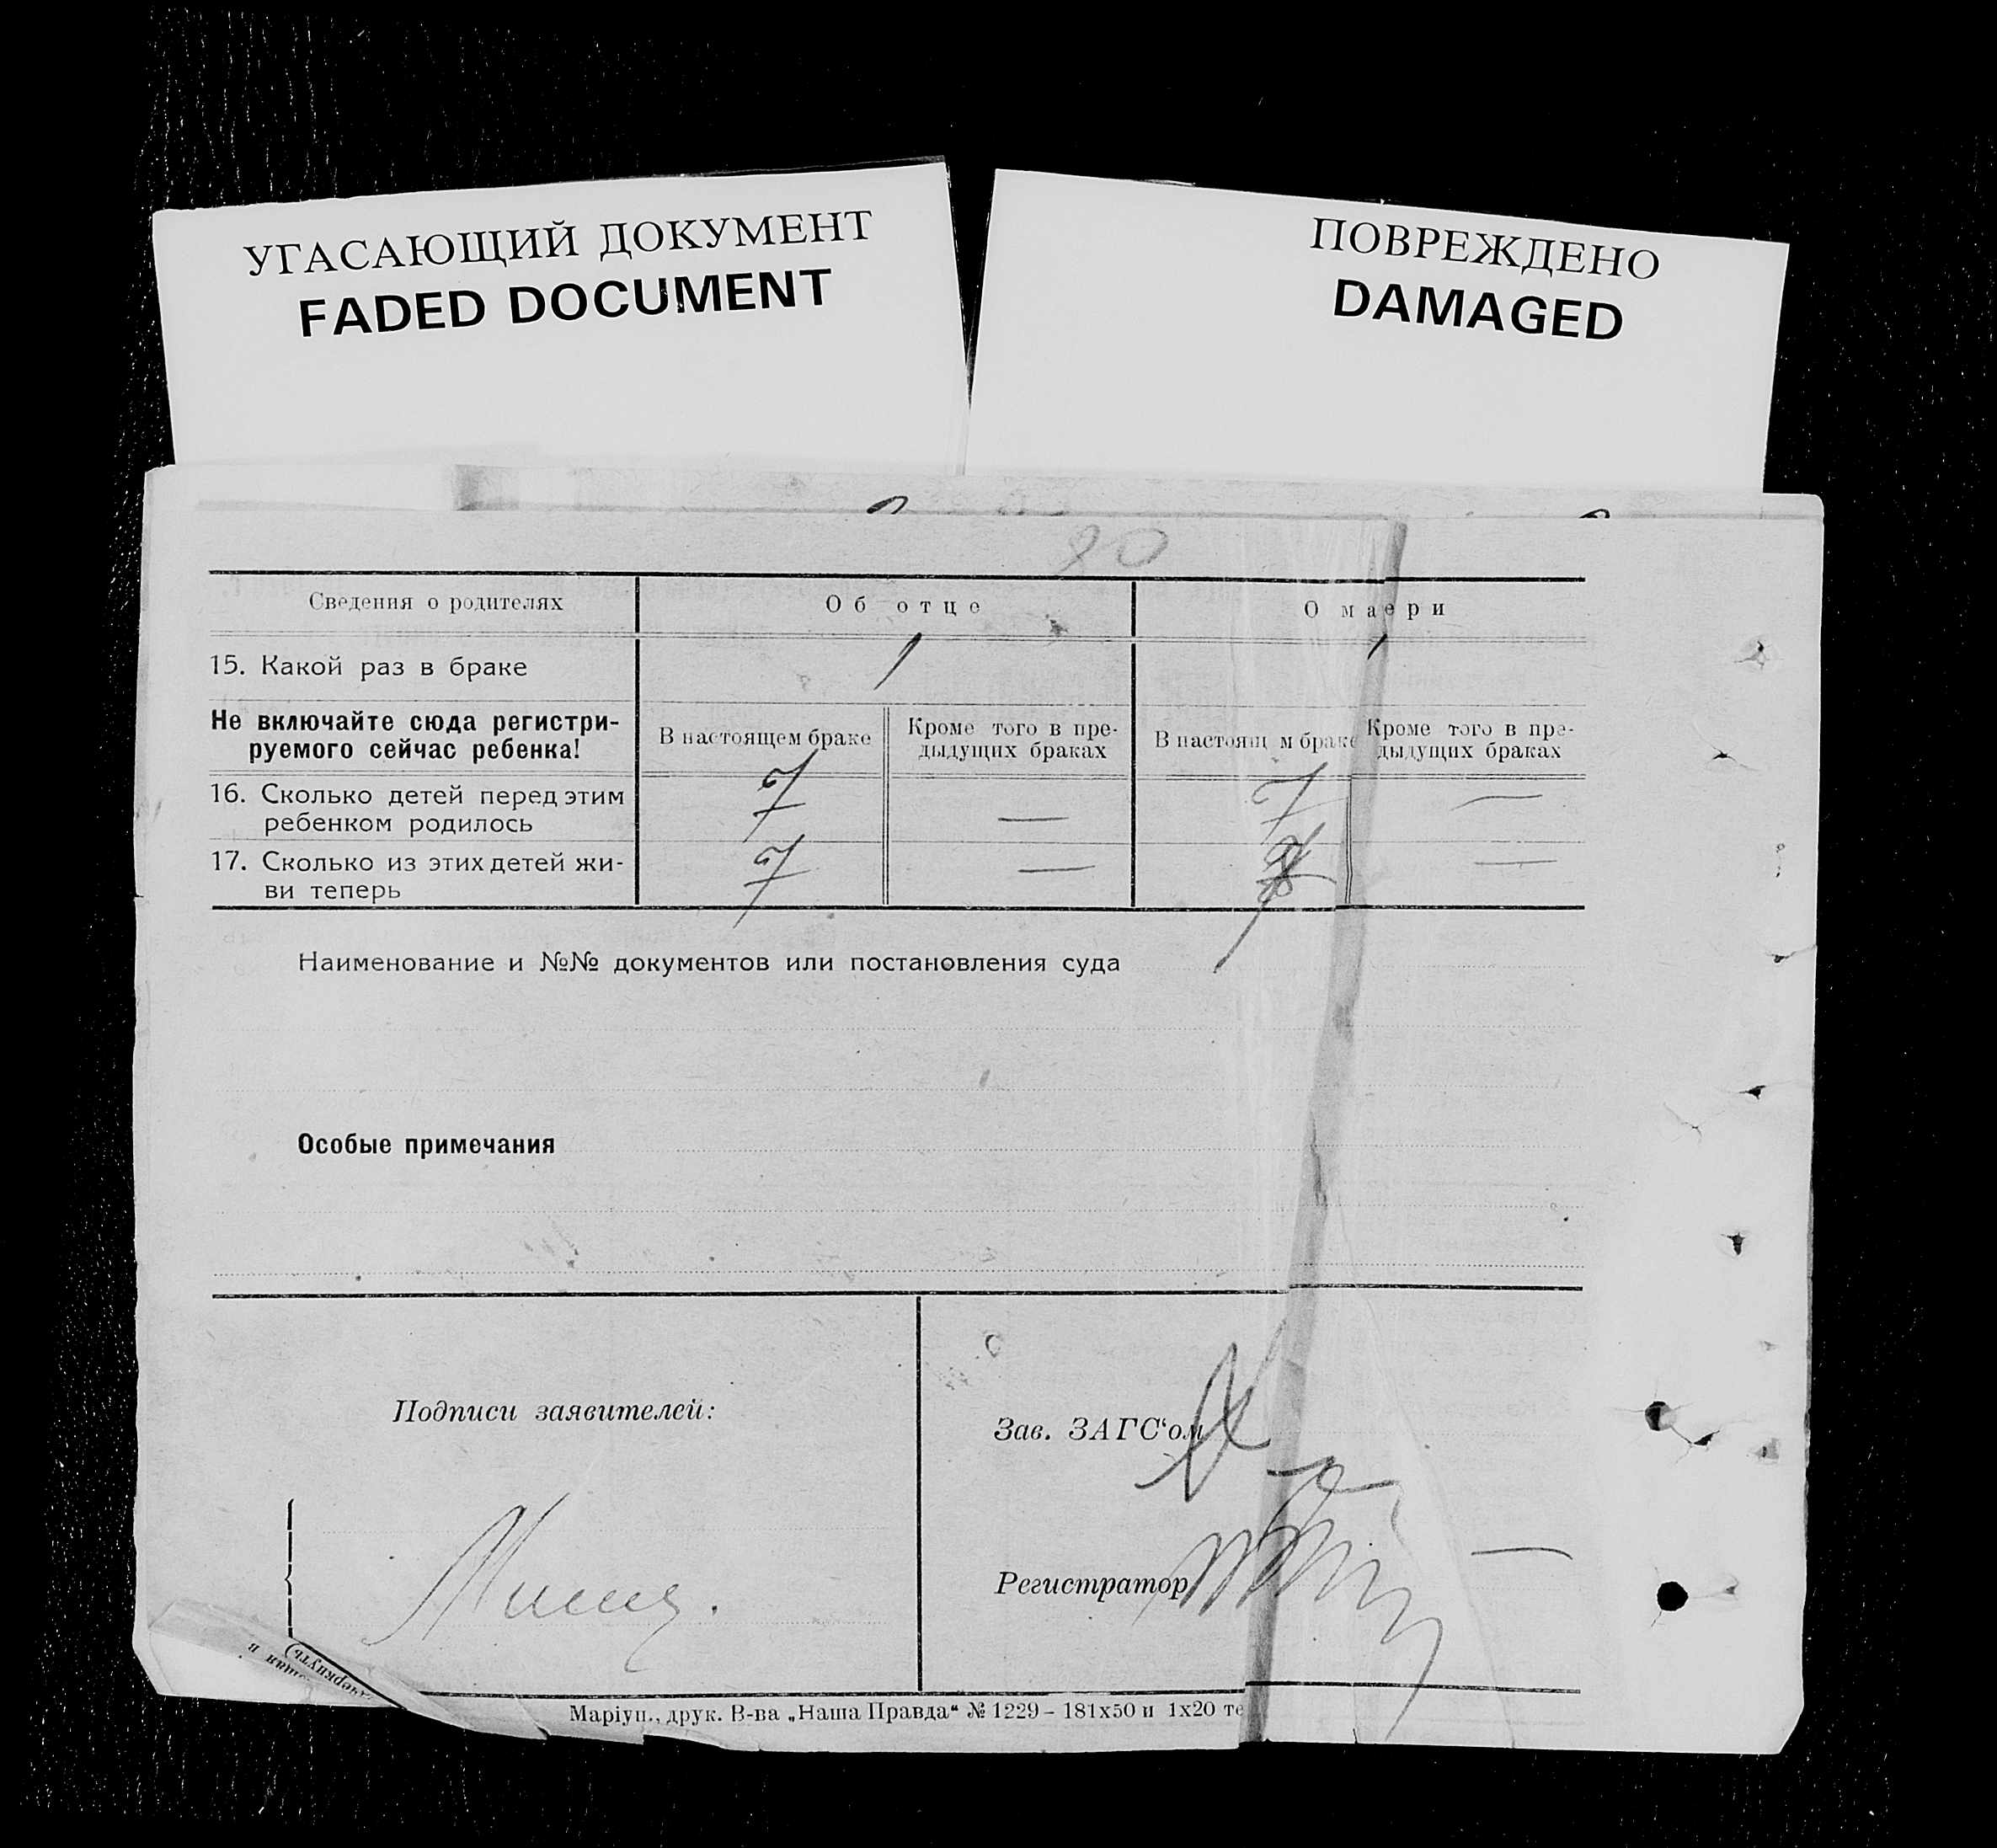 УГАСАЮЩИЙ ДОКУМЕНТ
FADED DOCUMENT
ПОВРЕЖДЕНО
DAMAGED
Сведения о родителях Об отце О маери
15. Какой раз в браке 1 1
Не включайте сюда регистри-
руемого сейчас ребенка!
В настоящем браке
Кроме того в пре-
дыдущих браках
В настоящ м браке
Кроме того в пре-
дыдущих браках
16. Сколько детей перед этим
ребенком родилось
7 — 7 —
17. Сколько из этих детей жи-
ви теперь
7 — 7 —
Наименование и №№ документов или постановления суда
Особые примечания
Подписи заявителей:
Зав. ЗАГС‘ом
Регистратор
Маріуп., друк. В-ва „Наша Правда“ № 1229 – 181х50 и 1х20 те